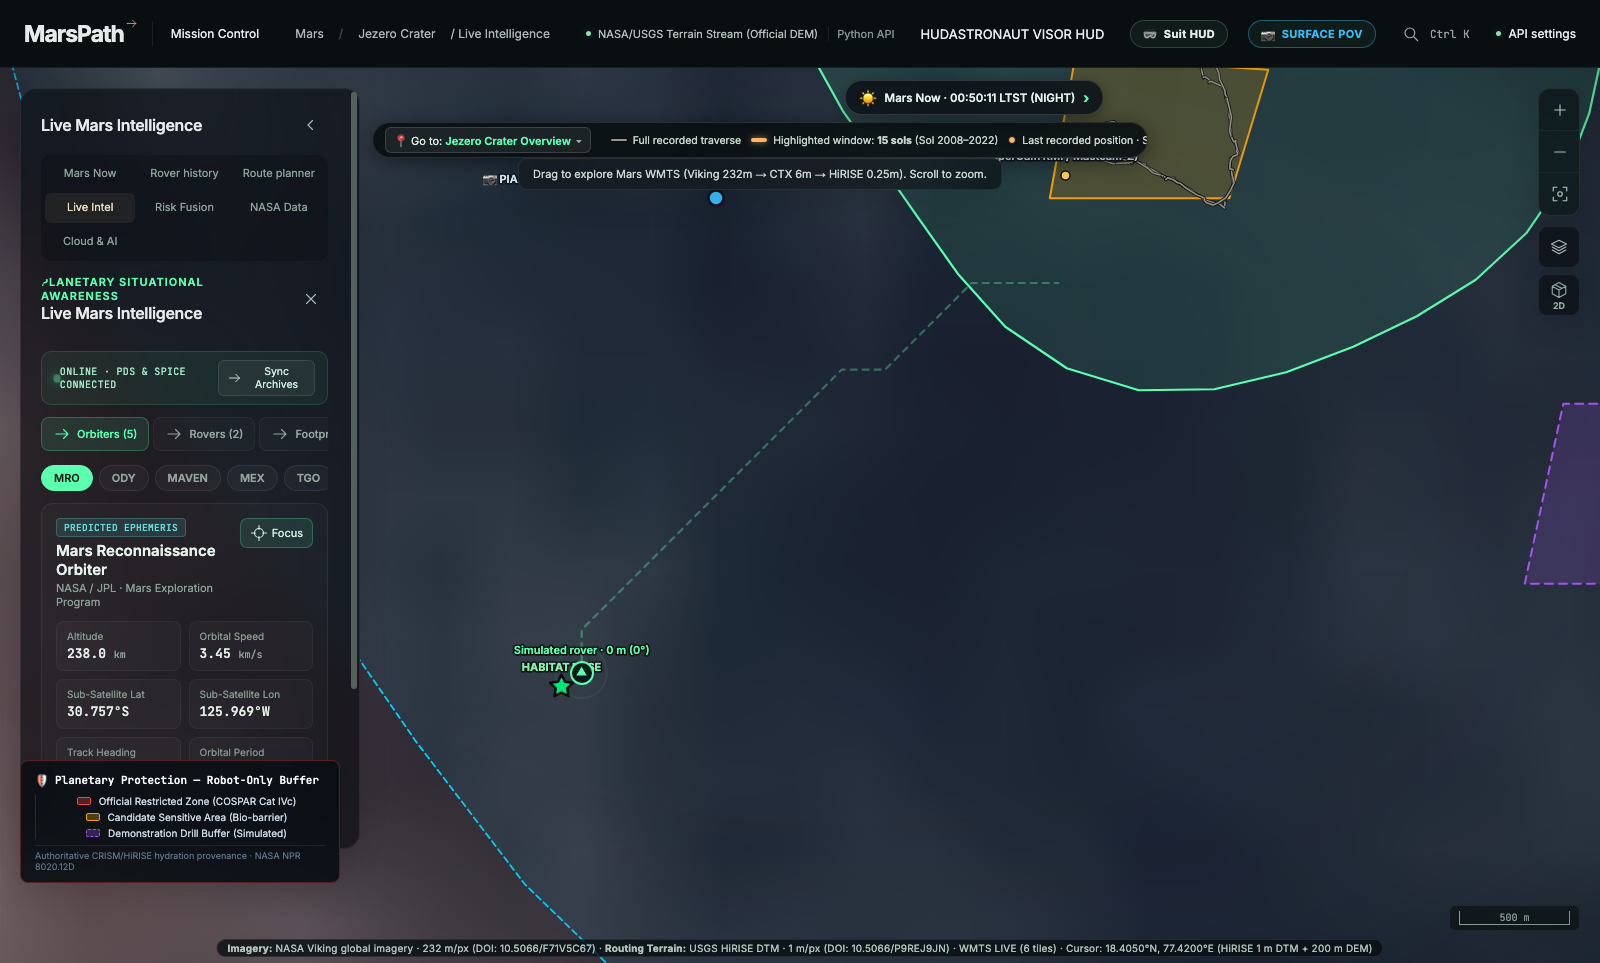 MarsPath
Mission Control
Mars / Jezero Crater / Live Intelligence
NASA/USGS Terrain Stream (Official DEM)
Python API
HUDASTRONAUT VISOR HUD
Suit HUD
SURFACE POV
Ctrl K
API settings
Mars Now · 00:50:11 LTST (NIGHT) ›
Go to: Jezero Crater Overview
Full recorded traverse
Highlighted window: 15 sols (Sol 2008–2022)
Last recorded position · S
Drag to explore Mars WMTS (Viking 232m → CTX 6m → HiRISE 0.25m). Scroll to zoom.
PIA
Live Mars Intelligence
Mars Now
Rover history
Route planner
Live Intel
Risk Fusion
NASA Data
Cloud & AI
PLANETARY SITUATIONAL
AWARENESS
Live Mars Intelligence
ONLINE · PDS & SPICE
CONNECTED
Sync
Archives
Orbiters (5)
Rovers (2)
Footpr
MRO
ODY
MAVEN
MEX
TGO
PREDICTED EPHEMERIS
Focus
Mars Reconnaissance
Orbiter
NASA / JPL · Mars Exploration
Program
Altitude
238.0 km
Orbital Speed
3.45 km/s
Sub-Satellite Lat
30.757°S
Sub-Satellite Lon
125.969°W
Track Heading
Orbital Period
Planetary Protection — Robot-Only Buffer
Official Restricted Zone (COSPAR Cat IVc)
Candidate Sensitive Area (Bio-barrier)
Demonstration Drill Buffer (Simulated)
Authoritative CRISM/HiRISE hydration provenance · NASA NPR
8020.12D
Simulated rover · 0 m (0°)
HABITAT
2D
500 m
Imagery: NASA Viking global imagery · 232 m/px (DOI: 10.5066/F71V5C67) · Routing Terrain: USGS HiRISE DTM · 1 m/px (DOI: 10.5066/P9REJ9JN) · WMTS LIVE (6 tiles) · Cursor: 18.4050°N, 77.4200°E (HiRISE 1 m DTM + 200 m DEM)